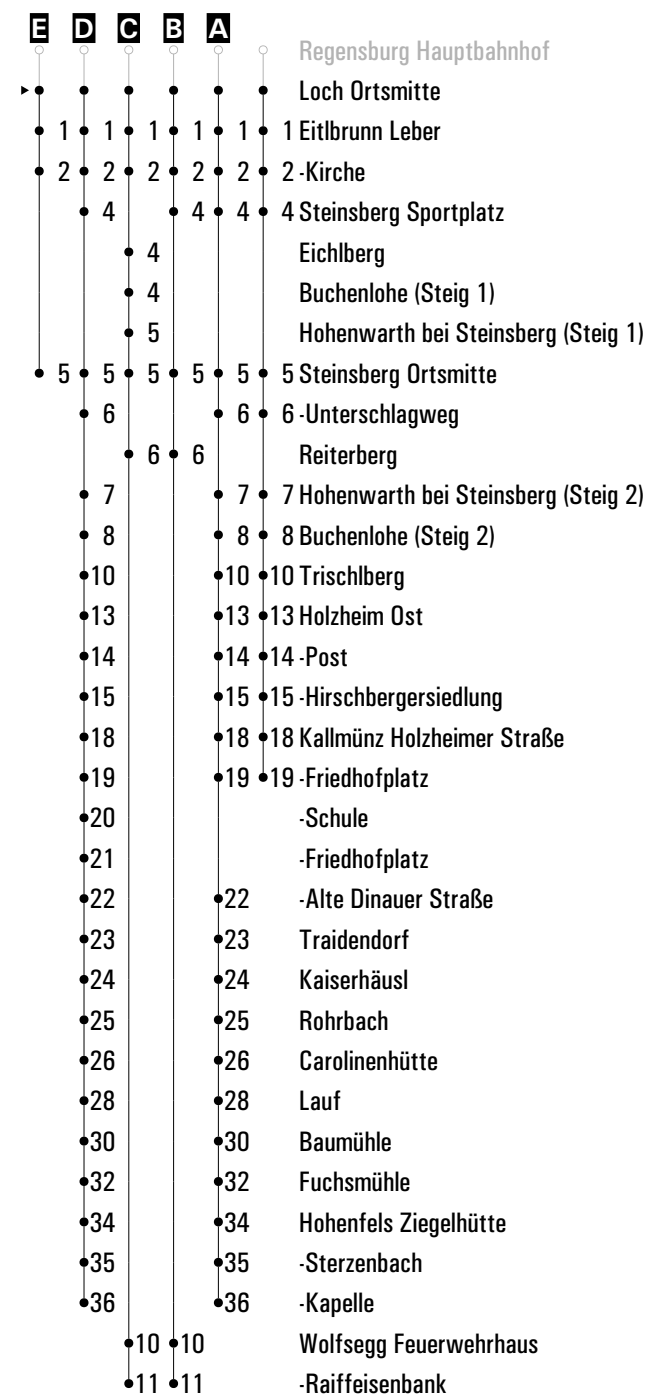 E D C B A
Regensburg Hauptbahnhof
Loch Ortsmitte
1 1 1 1 1 1 Eitlbrunn Leber
2 2 2 2 2 2 -Kirche
4 4 4 4 Steinsberg Sportplatz
4 Eichlberg
4 Buchenlohe (Steig 1)
5 Hohenwarth bei Steinsberg (Steig 1)
5 5 5 5 5 5 Steinsberg Ortsmitte
6 6 6 -Unterschlagweg
6 6 Reiterberg
7 7 7 Hohenwarth bei Steinsberg (Steig 2)
8 8 8 Buchenlohe (Steig 2)
10 10 10 Trischlberg
13 13 13 Holzheim Ost
14 14 14 -Post
15 15 15 -Hirschbergersiedlung
18 18 18 Kallmünz Holzheimer Straße
19 19 19 -Friedhofplatz
20 -Schule
21 -Friedhofplatz
22 22 -Alte Dinauer Straße
23 23 Traidendorf
24 24 Kaiserhäusl
25 25 Rohrbach
26 26 Carolinenhütte
28 28 Lauf
30 30 Baumühle
32 32 Fuchsmühle
34 34 Hohenfels Ziegelhütte
35 35 -Sterzenbach
36 36 -Kapelle
10 10 Wolfsegg Feuerwehrhaus
11 11 -Raiffeisenbank